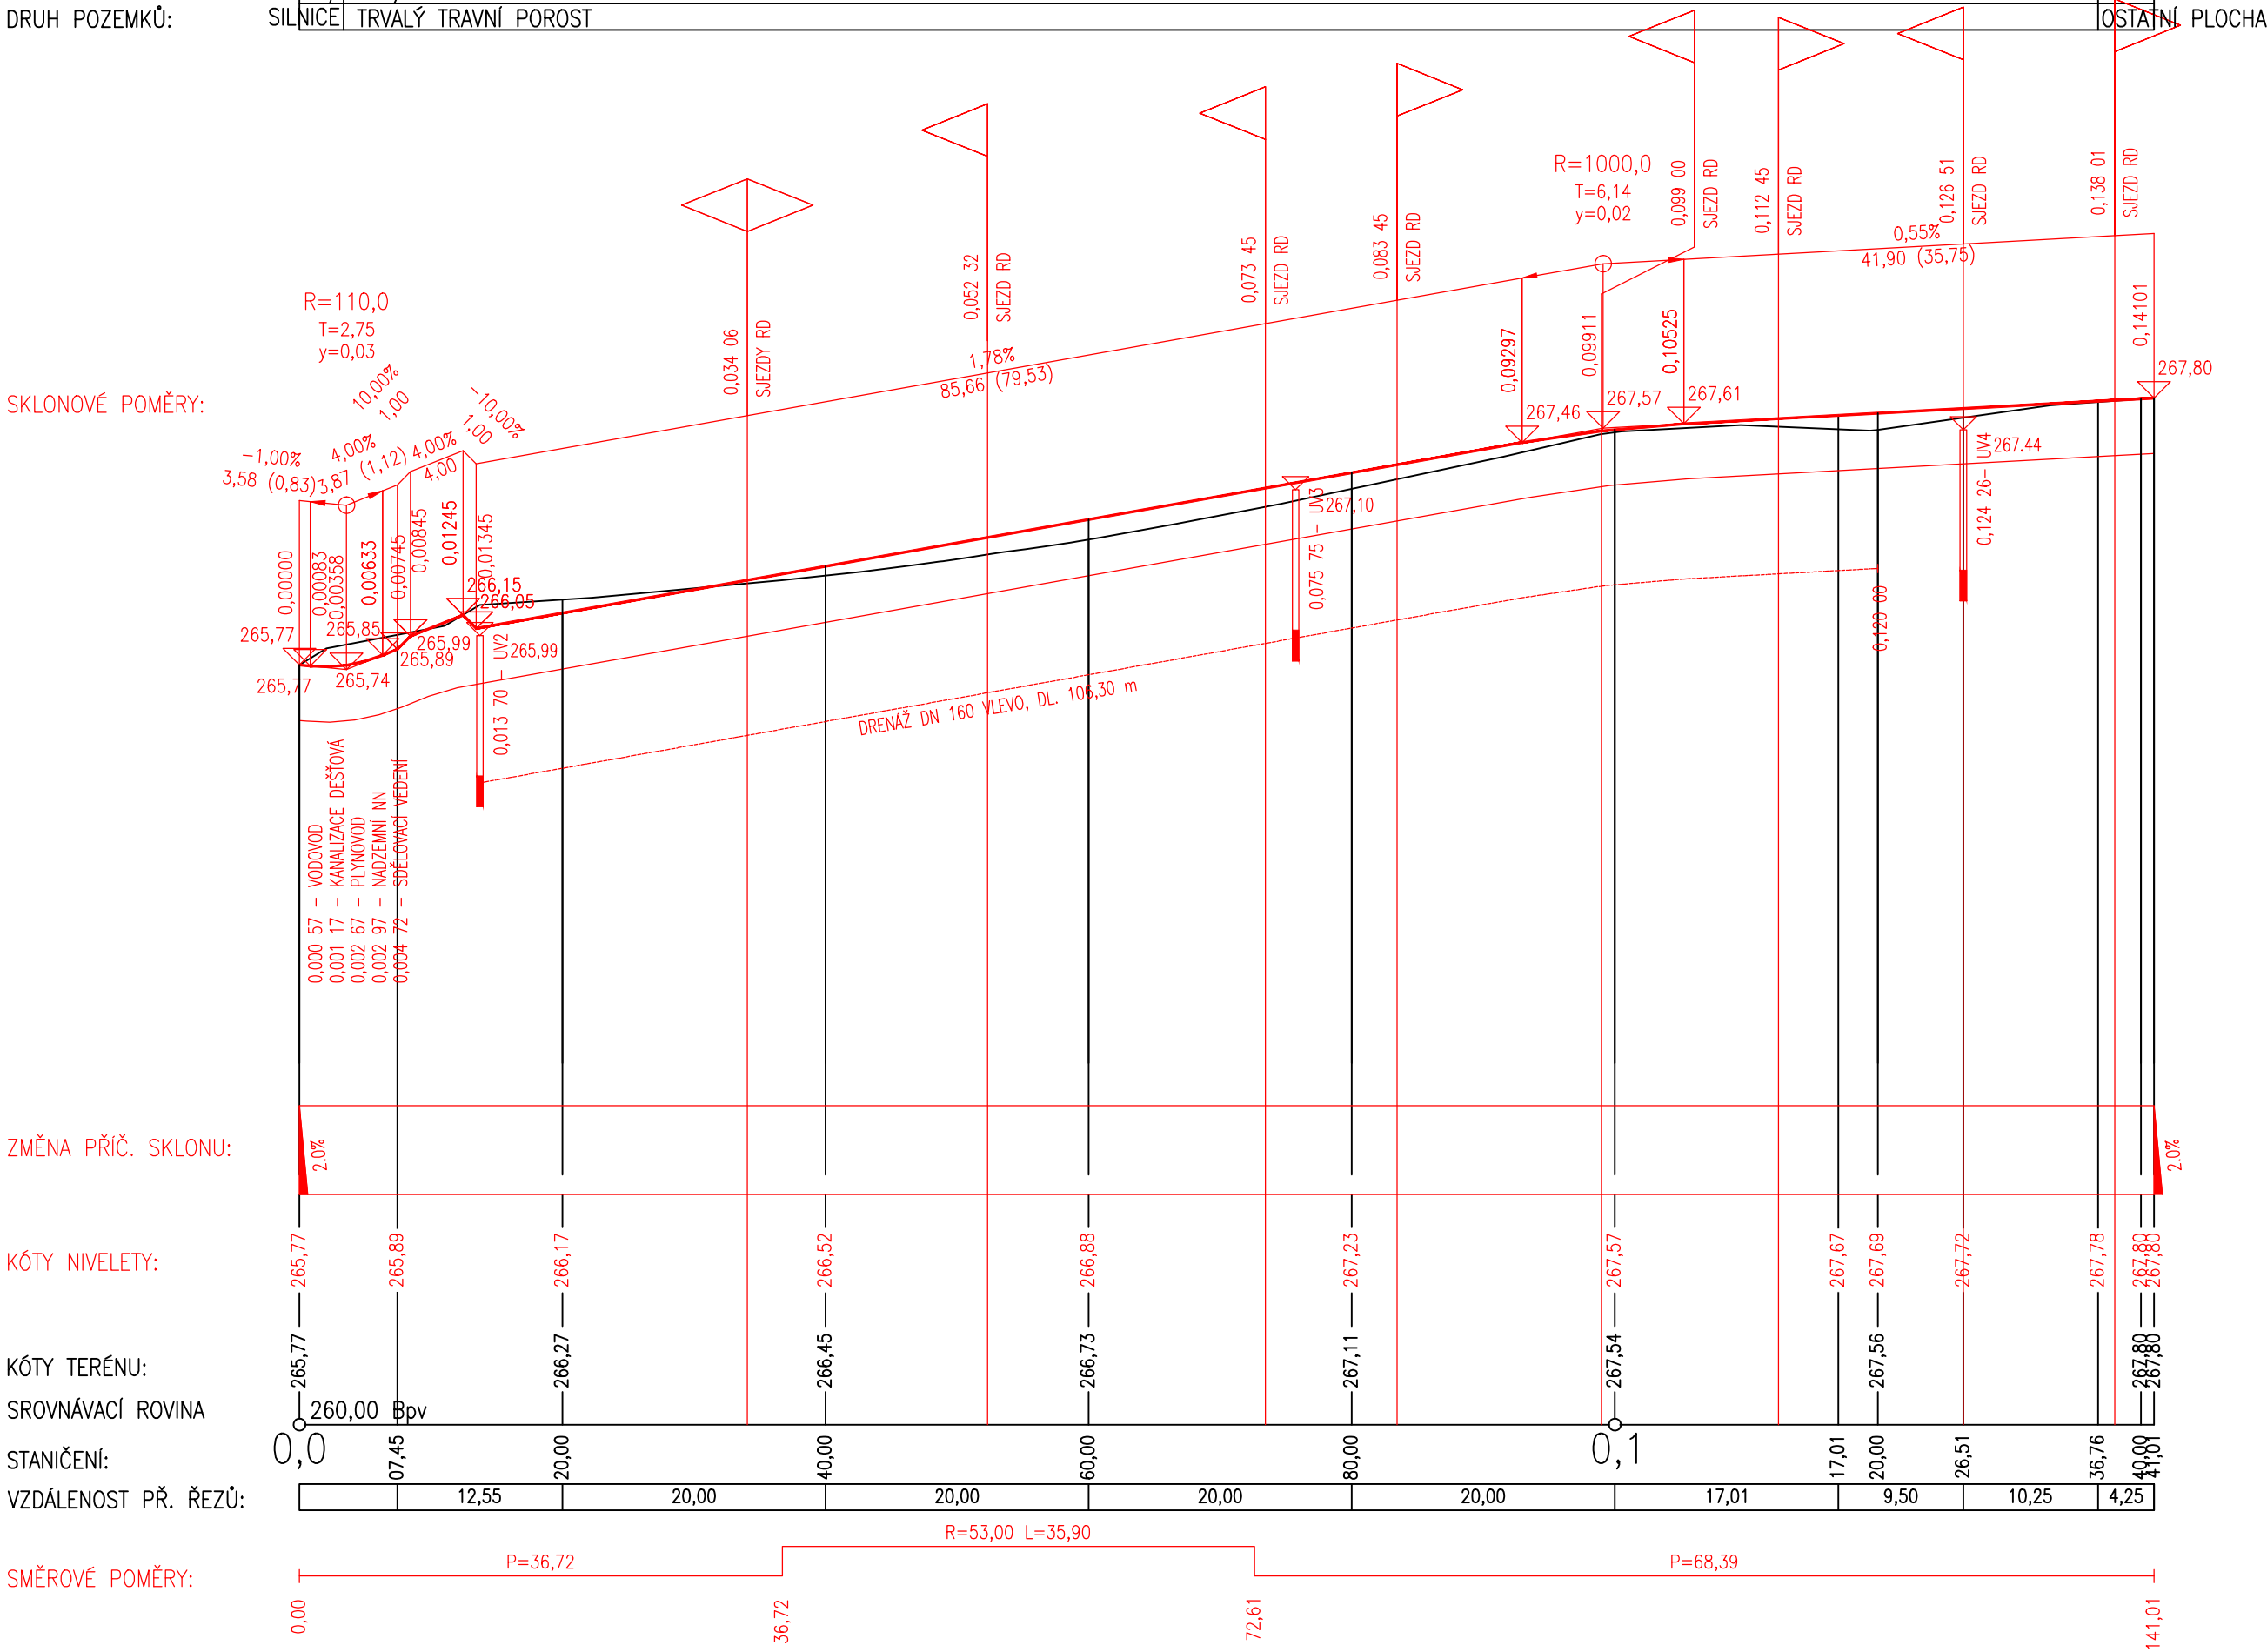 DRUH POZEMKŮ:
SILNICE
TRVALÝ TRAVNÍ POROST
OSTATNÍ PLOCHA
R=110,0
T=2,75
y=0,03
R=1000,0
T=6,14
y=0,02
0,034 06
SJEZDY RD
0,052 32
SJEZD RD
0,073 45
SJEZD RD
0,083 45
SJEZD RD
0,099 00
SJEZD RD
0,112 45
SJEZD RD
0,126 51
SJEZD RD
0,138 01
SJEZD RD
SKLONOVÉ POMĚRY:
-1,00%
3,58 (0,83)
4,00%
3,87 (1,12)
10,00%
1,00
4,00%
4,00
-10,00%
1,00
1,78%
85,66 (79,53)
0,55%
41,90 (35,75)
0,00000
0,00083
0,00358
0,00633
0,00745
0,00845
0,01245
0,01345
0,09297
0,09911
0,10525
0,14101
265,77
265,77
265,74
265,85
265,89
265,99
266,15
266,05
267,46
267,57
267,61
267,80
0,013 70 - UV2
265,99
0,075 75 - UV3
267,10
0,124 26 - UV4
267.44
0,120 00
DRENÁŽ DN 160 VLEVO, DL. 106,30 m
0,000 57 - VODOVOD
0,001 17 - KANALIZACE DEŠŤOVÁ
0,002 67 - PLYNOVOD
0,002 97 - NADZEMNÍ NN
0,004 72 - SDĚLOVACÍ VEDENÍ
ZMĚNA PŘÍČ. SKLONU:
2.0%
2.0%
KÓTY NIVELETY:
265,77
265,89
266,17
266,52
266,88
267,23
267,57
267,67
267,69
267,72
267,78
267,80
267,80
KÓTY TERÉNU:
265,77
266,27
266,45
266,73
267,11
267,54
267,56
267,80
267,80
SROVNÁVACÍ ROVINA
260,00 Bpv
STANIČENÍ:
0,0
07,45
20,00
40,00
60,00
80,00
0,1
17,01
20,00
26,51
36,76
40,00
41,01
VZDÁLENOST PŘ. ŘEZŮ:
12,55
20,00
20,00
20,00
20,00
17,01
9,50
10,25
4,25
SMĚROVÉ POMĚRY:
P=36,72
R=53,00 L=35,90
P=68,39
0,00
36,72
72,61
141,01